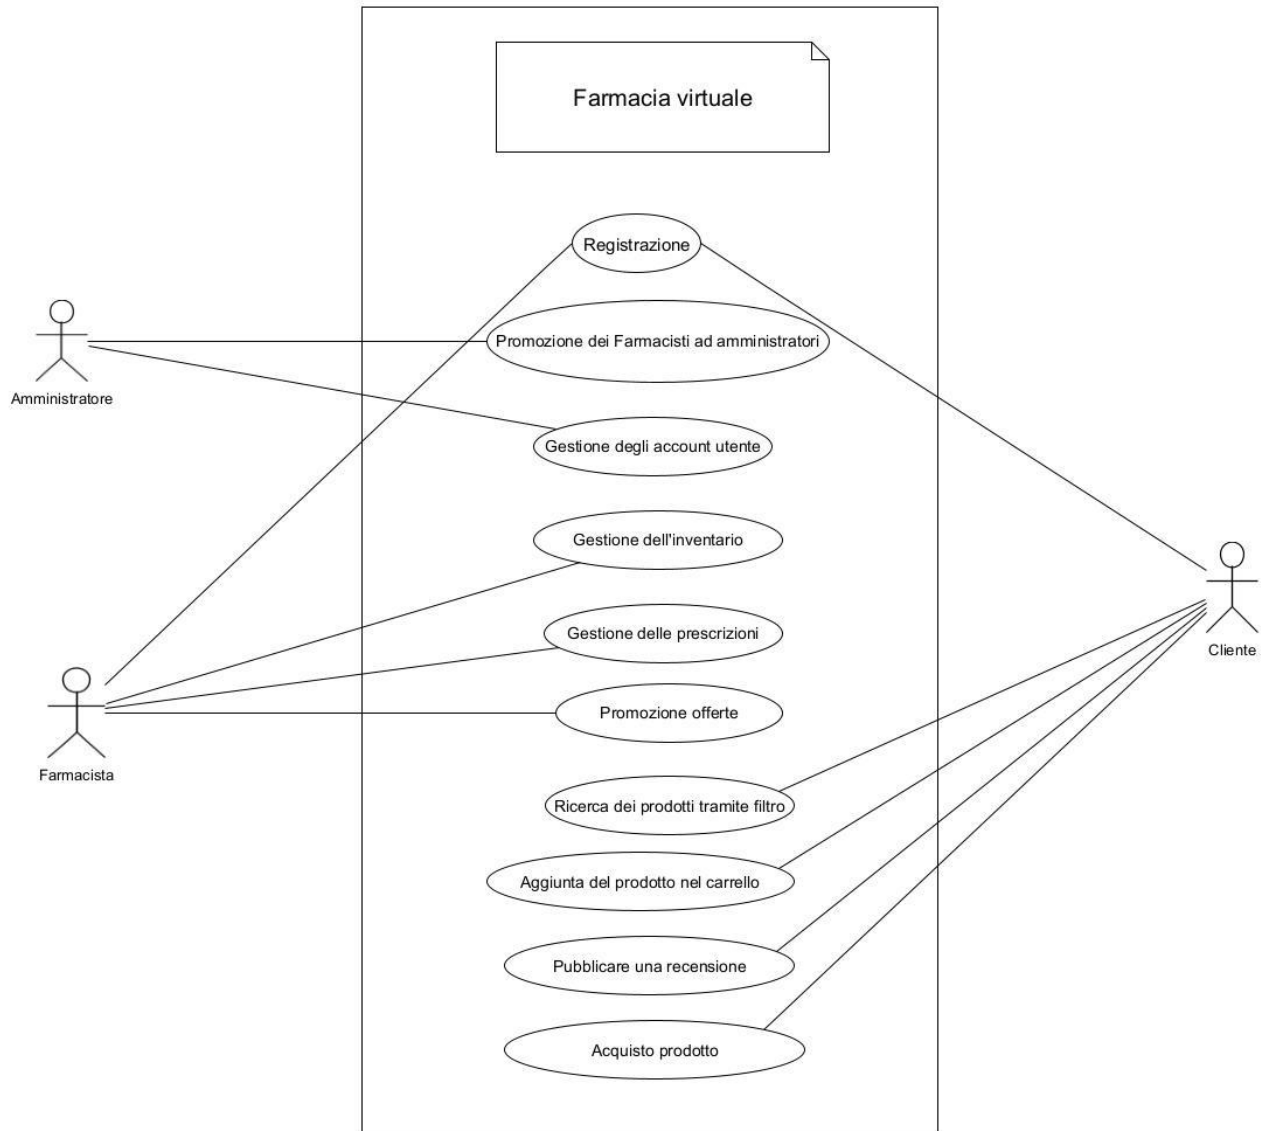 Farmacia virtuale
Registrazione
Promozione dei Farmacisti ad amministratori
Amministratore
Gestione degli account utente
Gestione dell'inventario
Gestione delle prescrizioni
Cliente
Promozione offerte
Farmacista
Ricerca dei prodotti tramite filtro
Aggiunta del prodotto nel carrello
Pubblicare una recensione
Acquisto prodotto